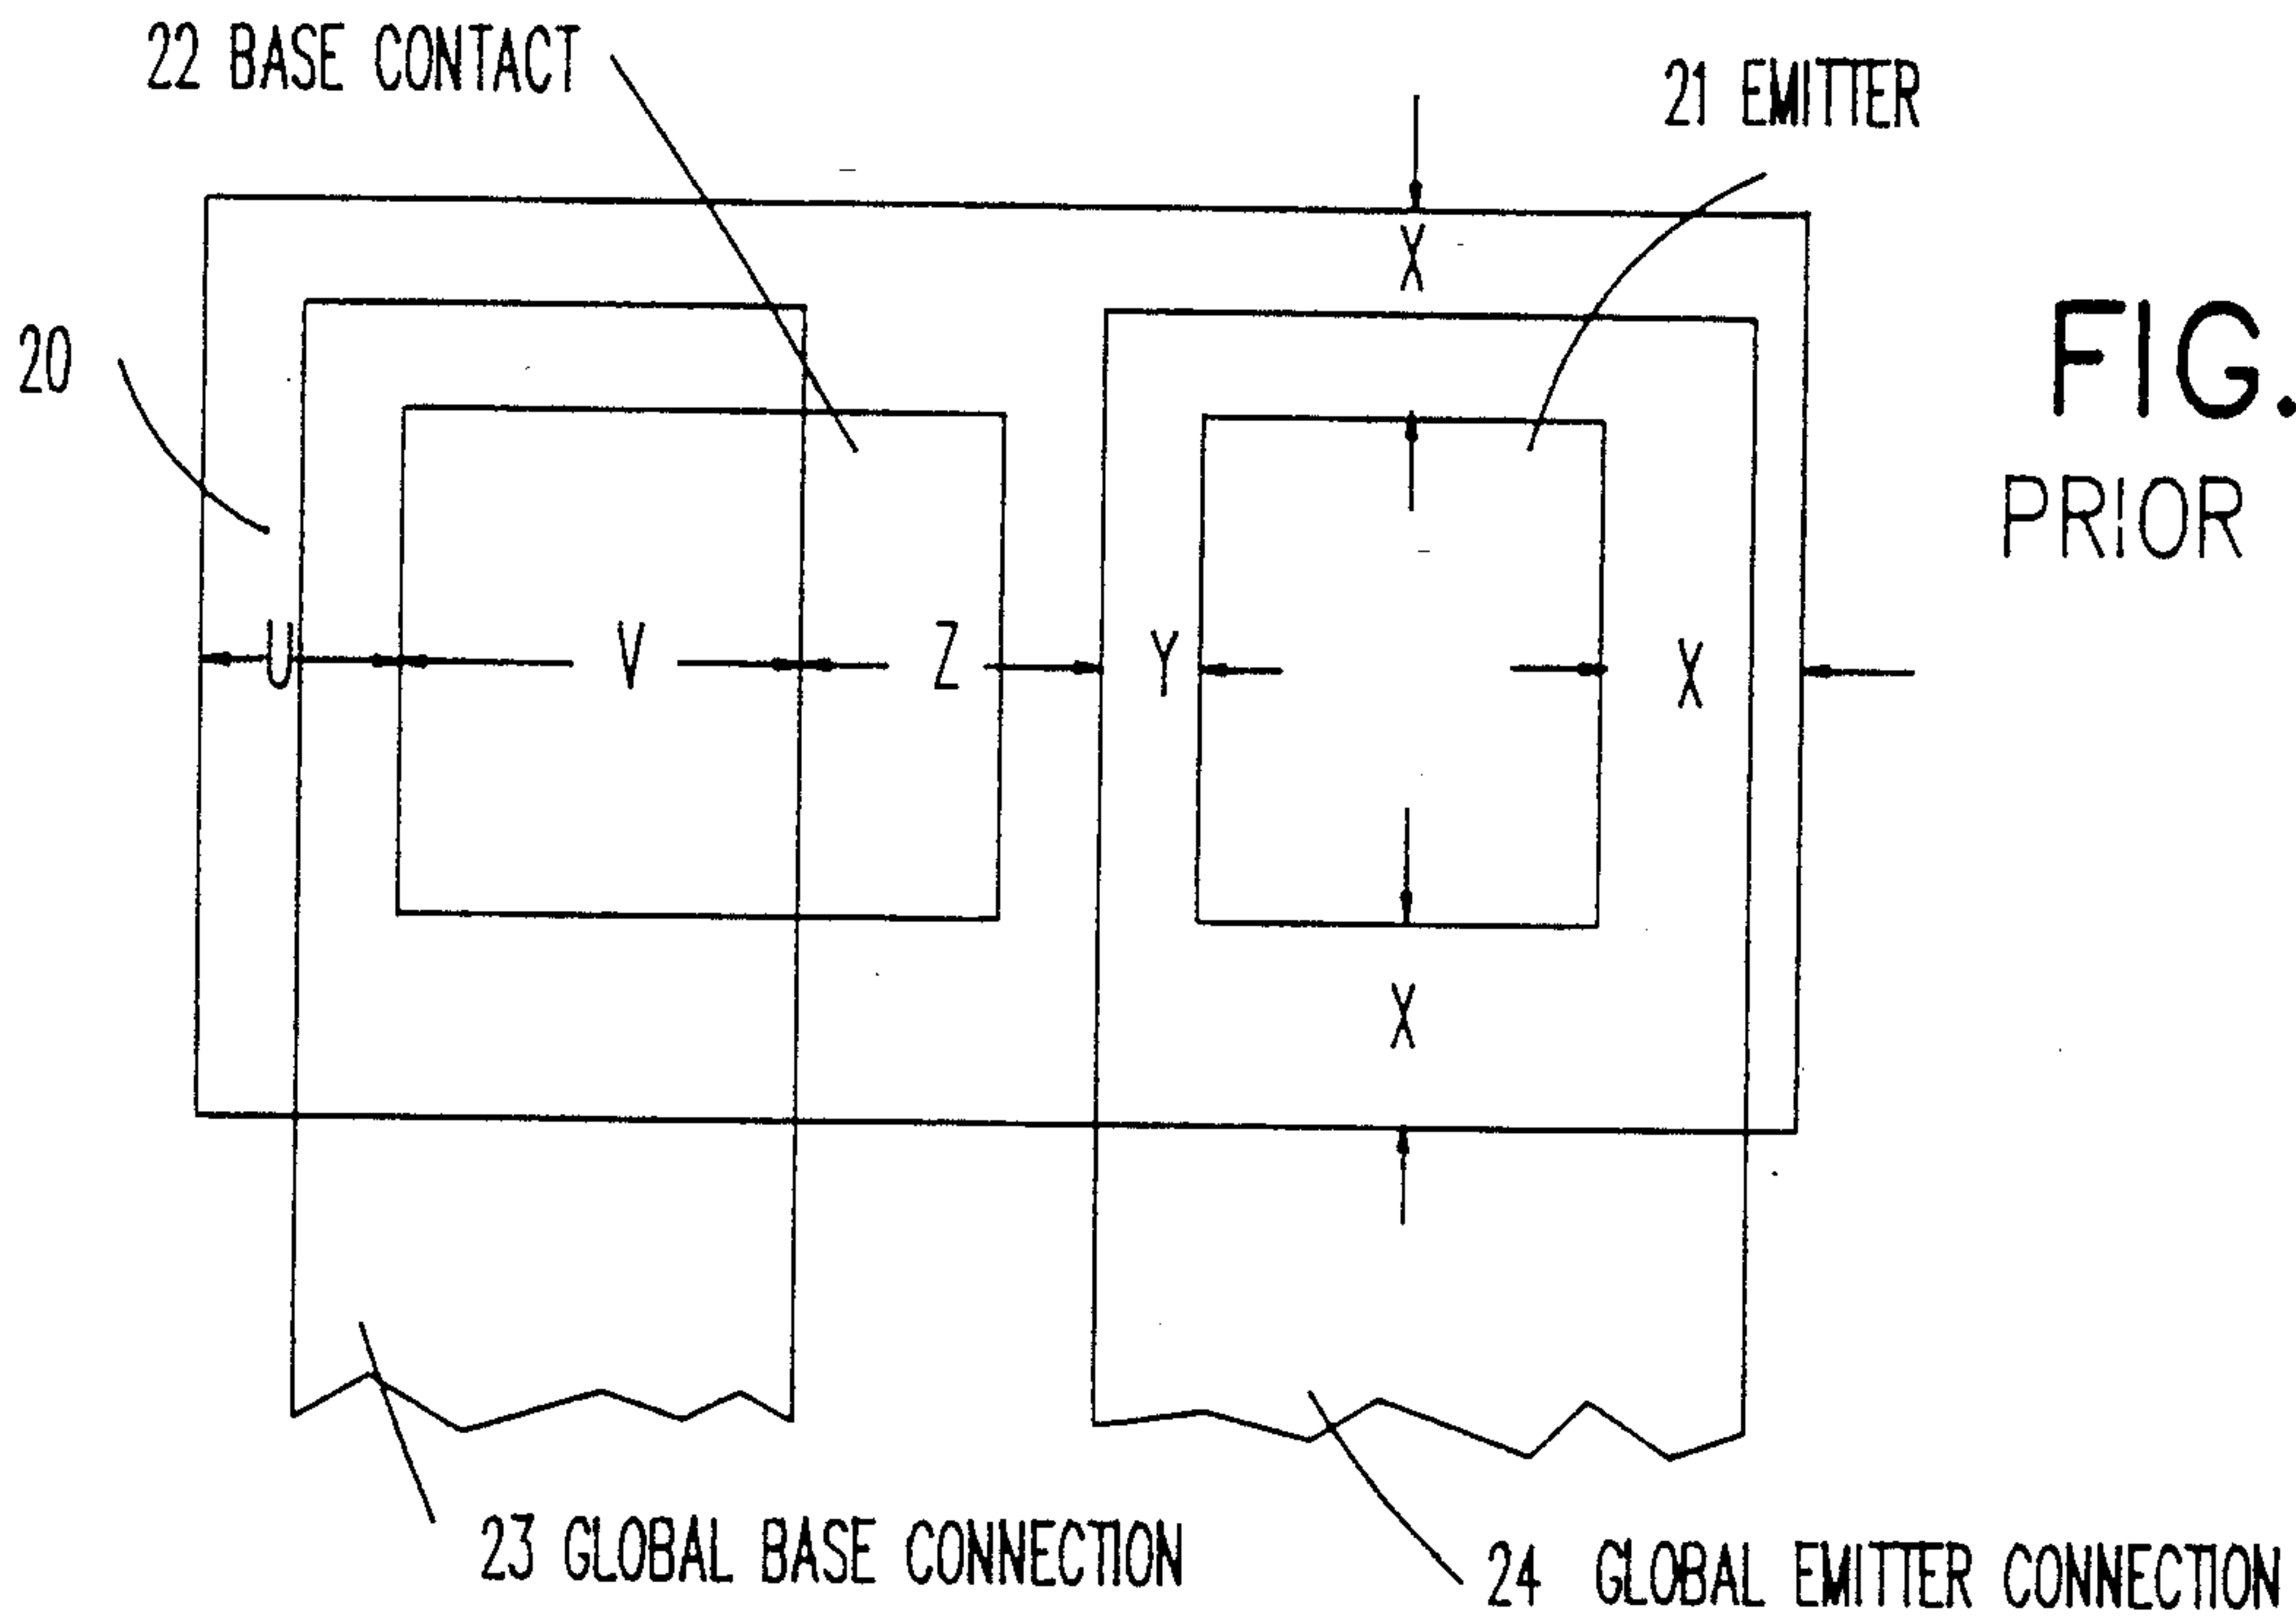 22 BASE CONTACT
21 EMITTER
X
FIG.
20
PRIOR
U
V
Z
Y
X
X
23 GLOBAL BASE CONNECTION
24 GLOBAL EMITTER CONNECTION